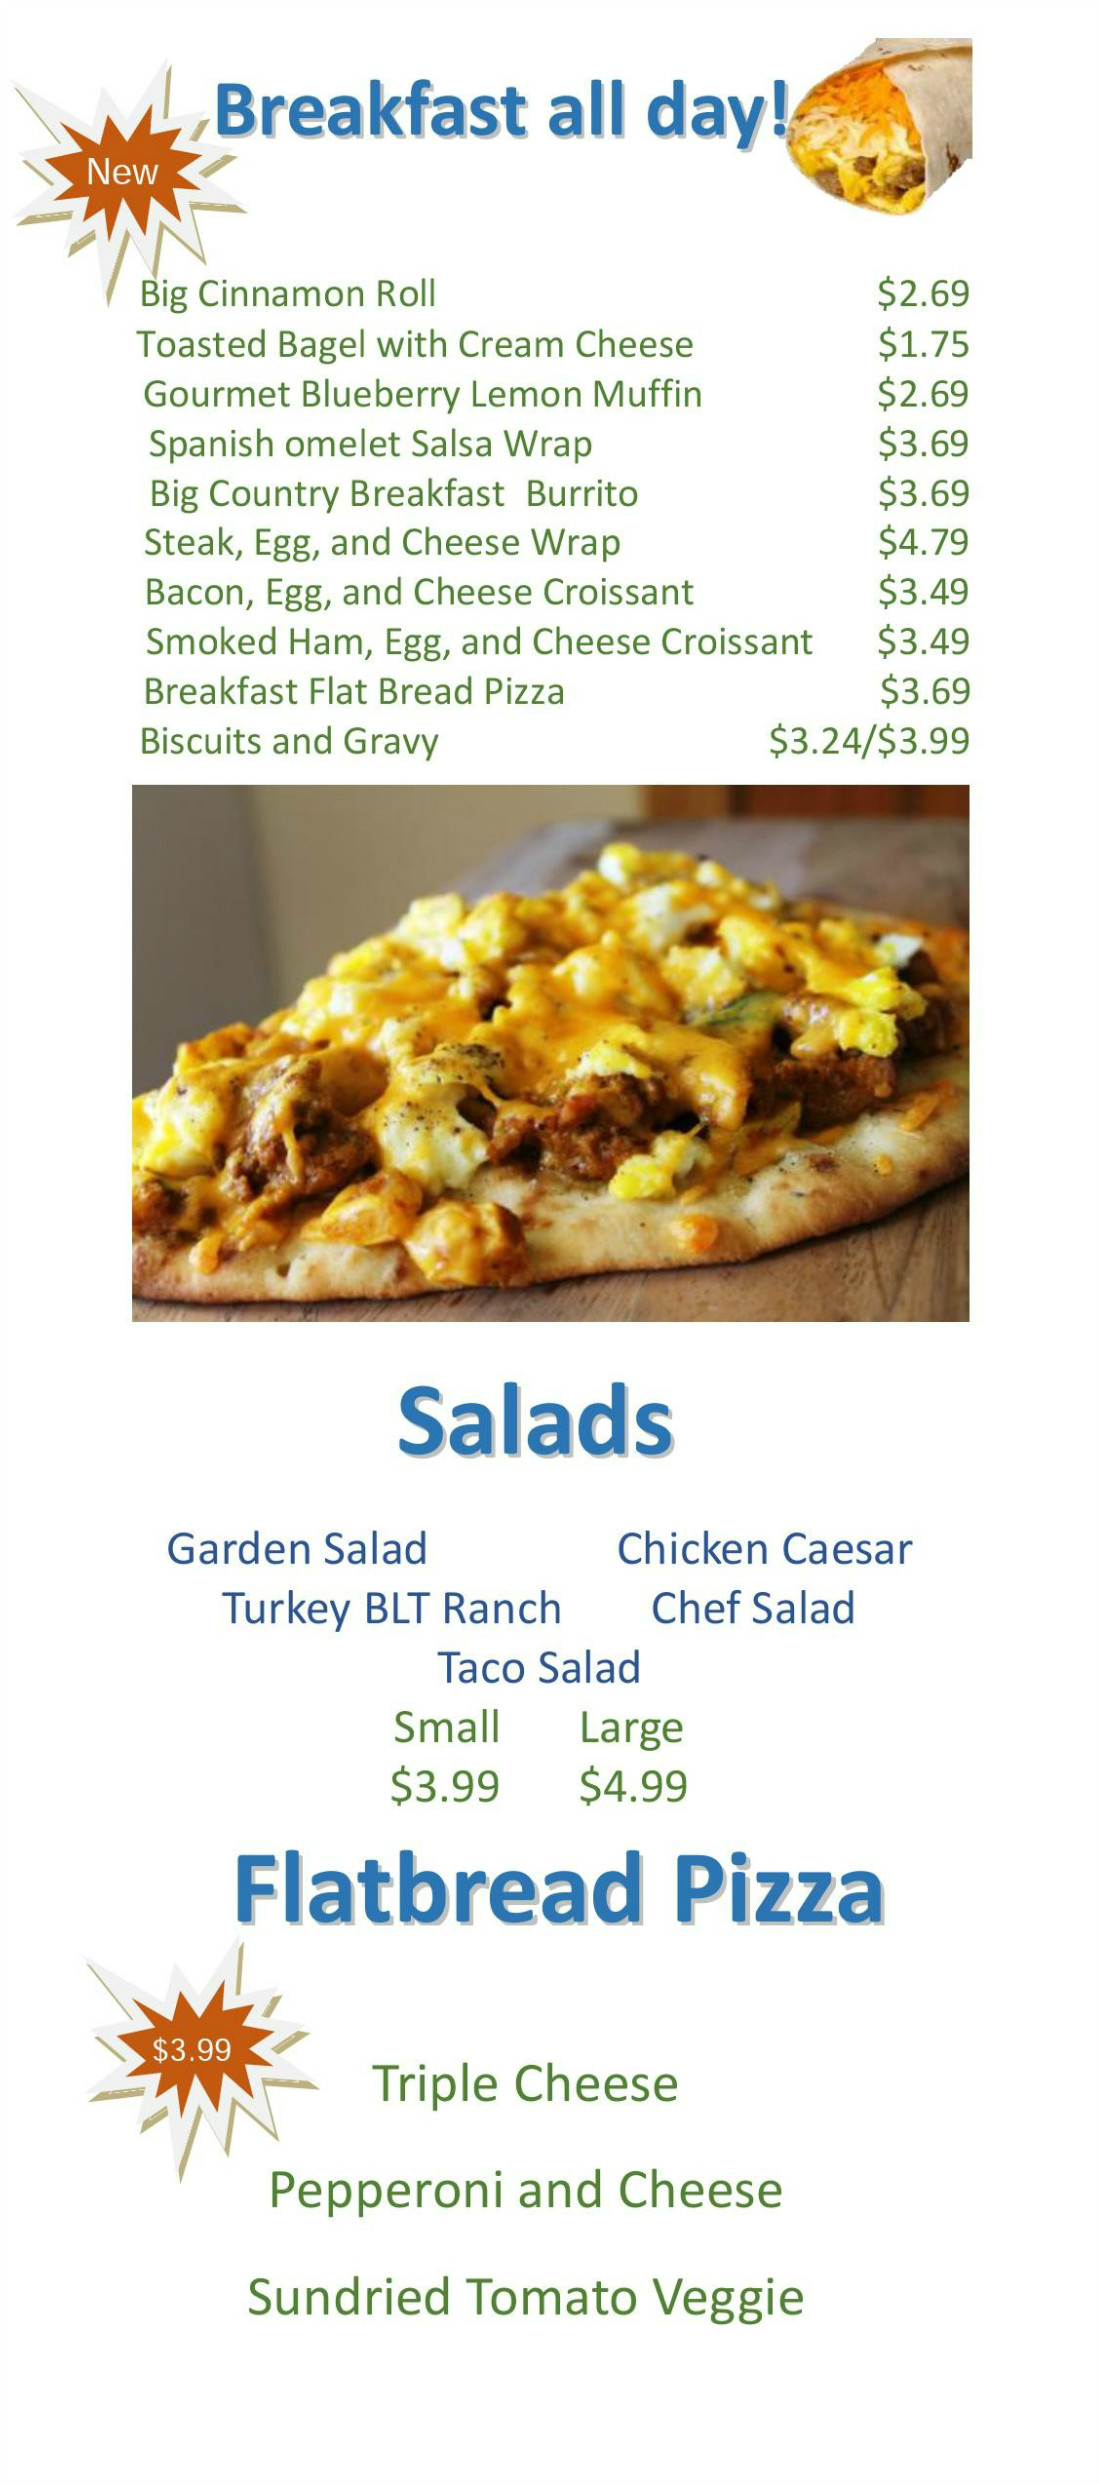 Breakfast all day!
New
Big Cinnamon Roll $2.69
Toasted Bagel with Cream Cheese $1.75
Gourmet Blueberry Lemon Muffin $2.69
Spanish omelet Salsa Wrap $3.69
Big Country Breakfast Burrito $3.69
Steak, Egg, and Cheese Wrap $4.79
Bacon, Egg, and Cheese Croissant $3.49
Smoked Ham, Egg, and Cheese Croissant $3.49
Breakfast Flat Bread Pizza $3.69
Biscuits and Gravy $3.24/$3.99
Salads
Garden Salad Chicken Caesar
Turkey BLT Ranch Chef Salad
Taco Salad
Small Large
$3.99 $4.99
Flatbread Pizza
$3.99
Triple Cheese
Pepperoni and Cheese
Sundried Tomato Veggie